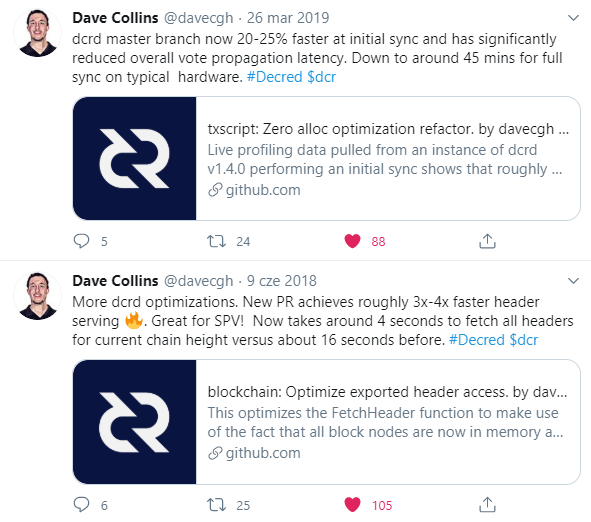 Dave Collins @davecgh · 26 mar 2019
dcrd master branch now 20-25% faster at initial sync and has significantly
reduced overall vote propagation latency. Down to around 45 mins for full
sync on typical  hardware. #Decred $dcr
txscript: Zero alloc optimization refactor. by davecgh ...
Live profiling data pulled from an instance of dcrd
v1.4.0 performing an initial sync shows that roughly ...
github.com
5 24 88
Dave Collins @davecgh · 9 cze 2018
More dcrd optimizations. New PR achieves roughly 3x-4x faster header
serving 🔥. Great for SPV!  Now takes around 4 seconds to fetch all headers
for current chain height versus about 16 seconds before. #Decred $dcr
blockchain: Optimize exported header access. by dav...
This optimizes the FetchHeader function to make use
of the fact that all block nodes are now in memory a...
github.com
6 25 105